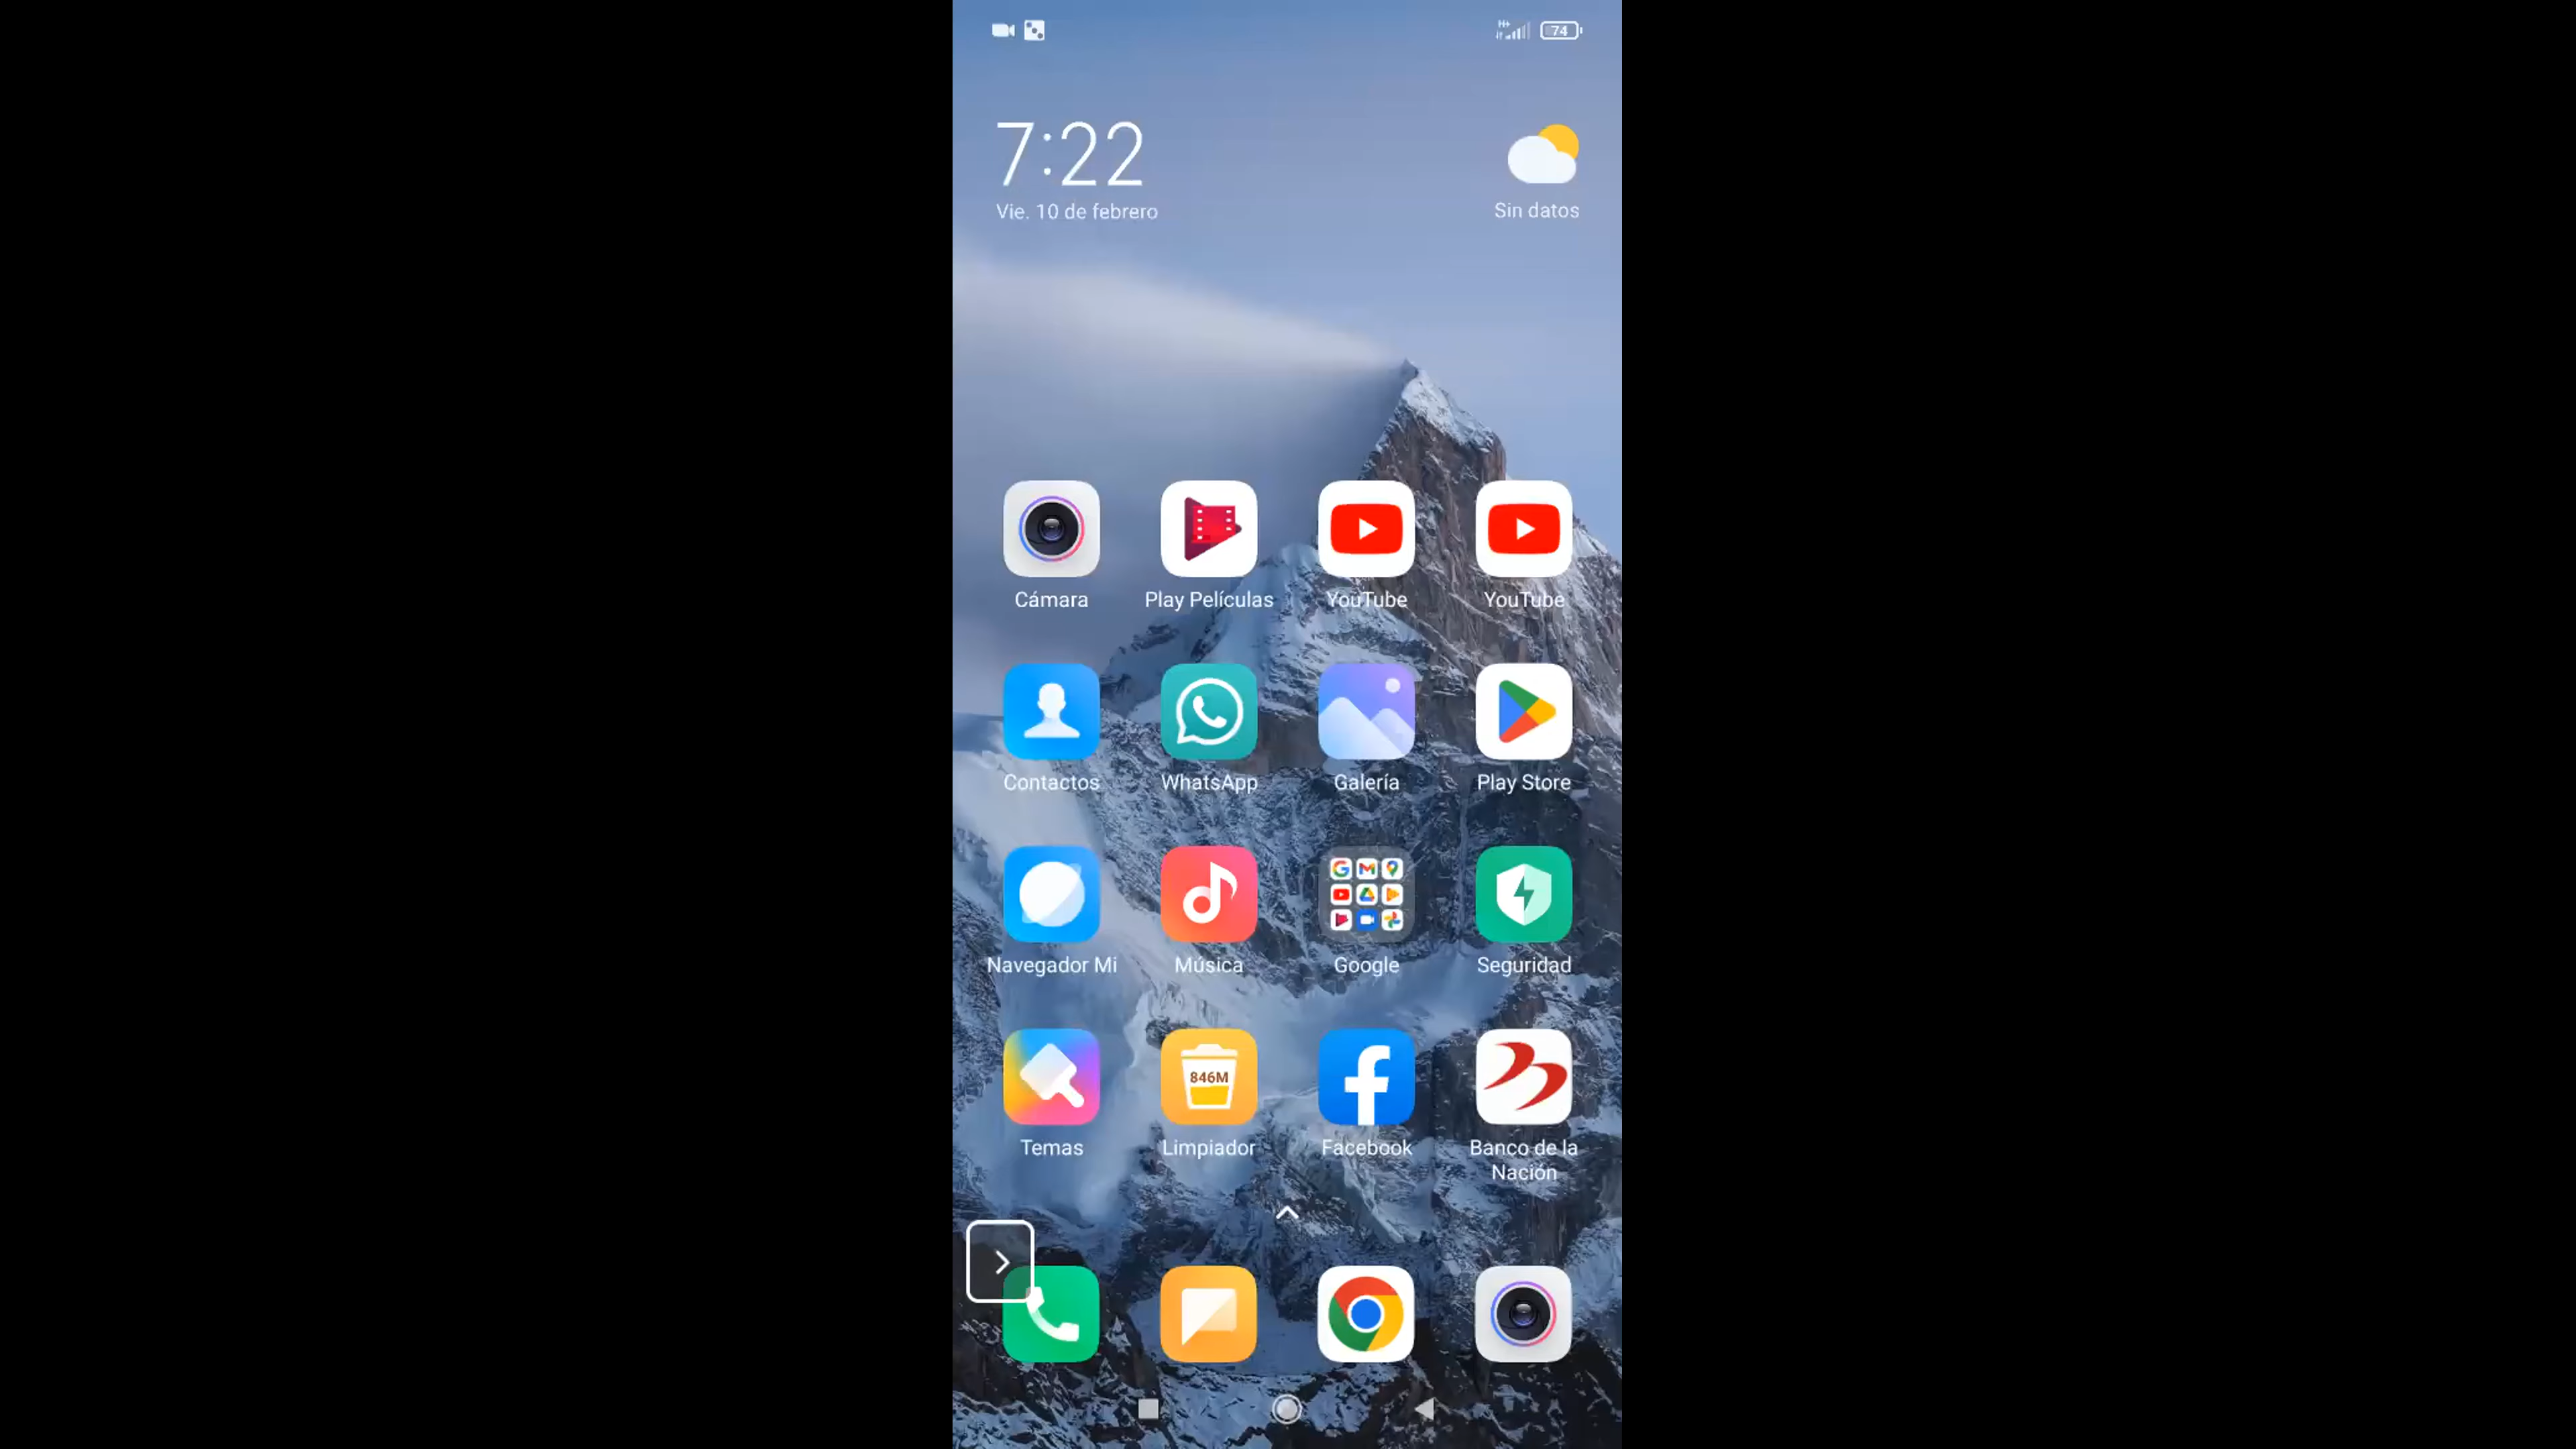 H+
74
7:22
Vie. 10 de febrero
Sin datos
Cámara
Play Películas
YouTube
YouTube
Contactos
WhatsApp
Galería
Play Store
Navegador Mi
Música
Google
Seguridad
846M
Temas
Limpiador
Facebook
Banco de la
Nación